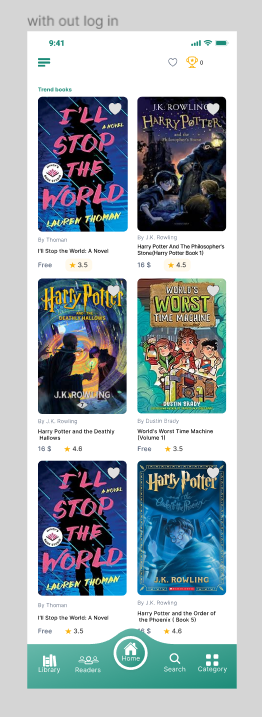 with out log in
9:41
0
Trend books
I'LL
A NOVEL
STOP
THE
WORLD
LAUREN THOMAN
J.K. ROWLING
HARRY POTTER
and the
Philosopher's Stone
By Thoman
I'll Stop the World: A Novel
Free 3.5
By J.K. Rowling
Harry Potter And The Philosopher's
Stone(Harry Potter Book 1)
16 $ 4.5
Harry Potter
AND THE
DEATHLY HALLOWS
J.K. ROWLING
WORLD'S
WORST
TIME MACHINE
DUSTIN BRADY
By J. K. Rowling
Harry Potter and the Deathly
Hallows
16 $ 4.6
By Dustin Brady
World's Worst Time Machine
(Volume 1)
Free 3.5
I'LL
A NOVEL
STOP
THE
WORLD
LAUREN THOMAN
Harry Potter
and the Order of the Phoenix
J.K. ROWLING
By Thoman
I'll Stop the World: A Novel
Free 3.5
By J.K. Rowling
Harry Potter and the Order of
the Phoenix ( Book 5)
$ 4.6
Library
Readers
Home
Search
Category